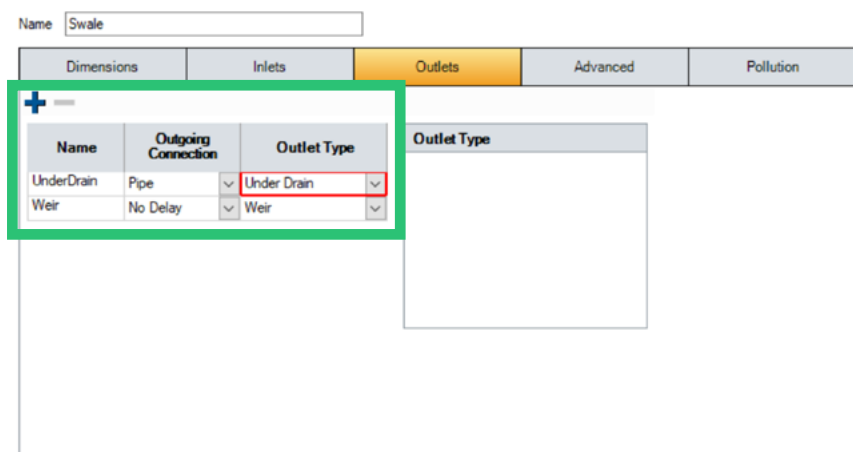 Name Swale
Dimensions Inlets Outlets Advanced Pollution
Name Outgoing Connection Outlet Type
UnderDrain Pipe Under Drain
Weir No Delay Weir
Outlet Type